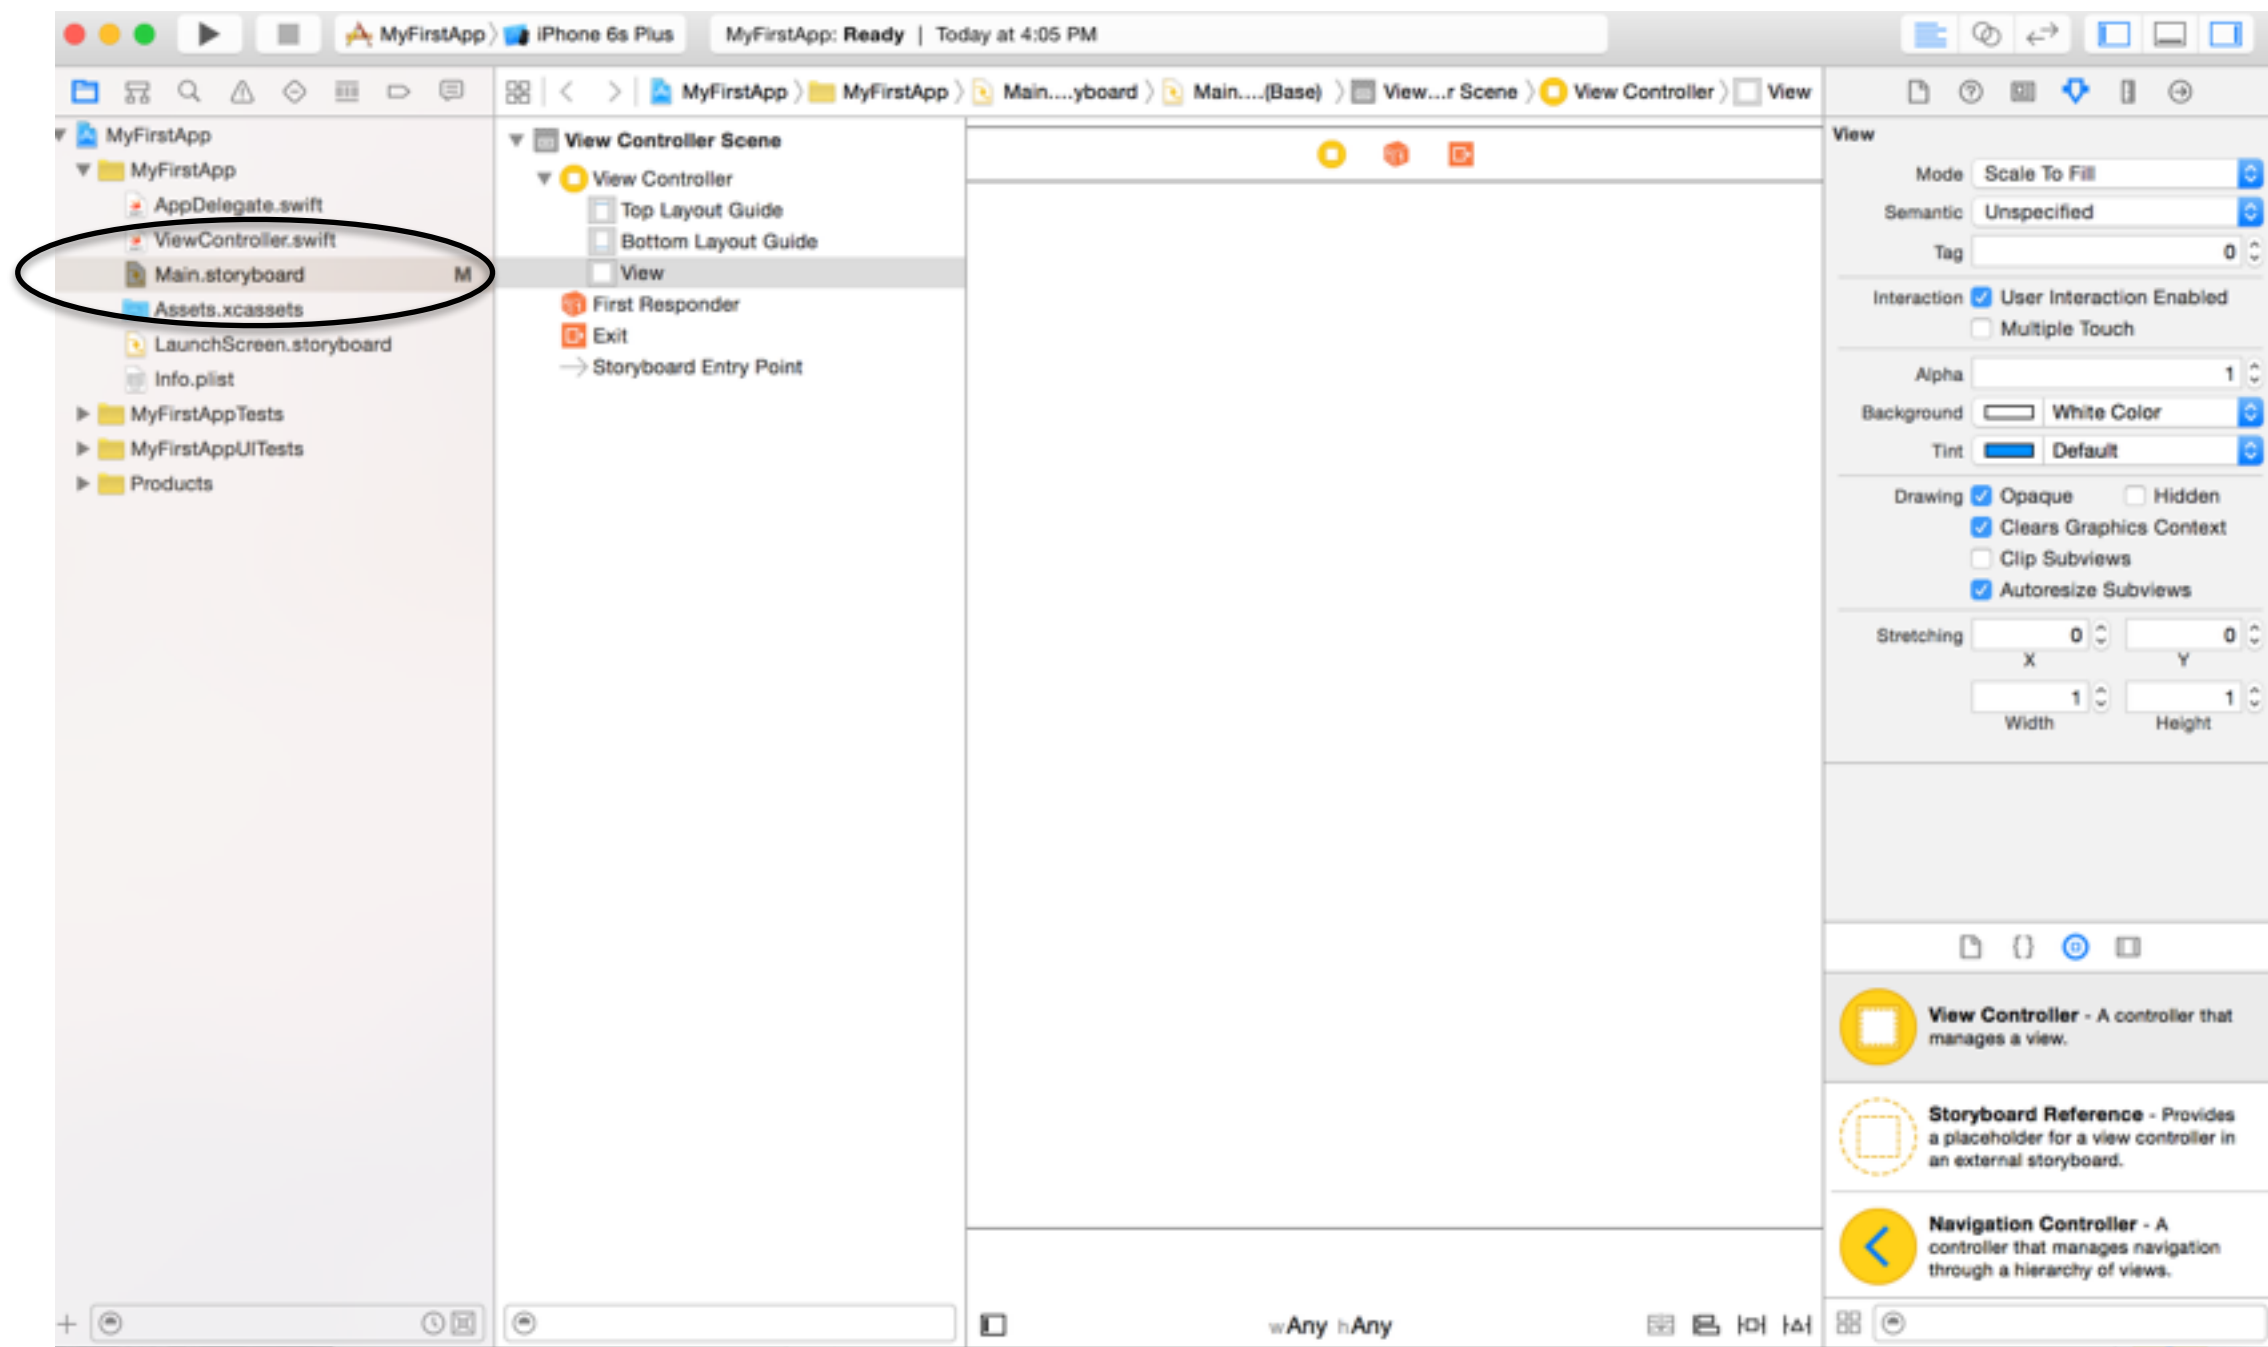 MyFirstApp 〉 iPhone 6s Plus
MyFirstApp: Ready | Today at 4:05 PM
MyFirstApp 〉 MyFirstApp 〉 Main....yboard 〉 Main....(Base) 〉 View...r Scene 〉 View Controller 〉 View
MyFirstApp
MyFirstApp
AppDelegate.swift
ViewController.swift
Main.storyboard M
Assets.xcassets
LaunchScreen.storyboard
Info.plist
MyFirstAppTests
MyFirstAppUITests
Products
View Controller Scene
View Controller
Top Layout Guide
Bottom Layout Guide
View
First Responder
Exit
Storyboard Entry Point
wAny hAny
View
Mode Scale To Fill
Semantic Unspecified
Tag 0
Interaction User Interaction Enabled
Multiple Touch
Alpha 1
Background White Color
Tint Default
Drawing Opaque Hidden
Clears Graphics Context
Clip Subviews
Autoresize Subviews
Stretching 0 0
X Y
1 1
Width Height
{}
View Controller - A controller that
manages a view.
Storyboard Reference - Provides
a placeholder for a view controller in
an external storyboard.
Navigation Controller - A
controller that manages navigation
through a hierarchy of views.